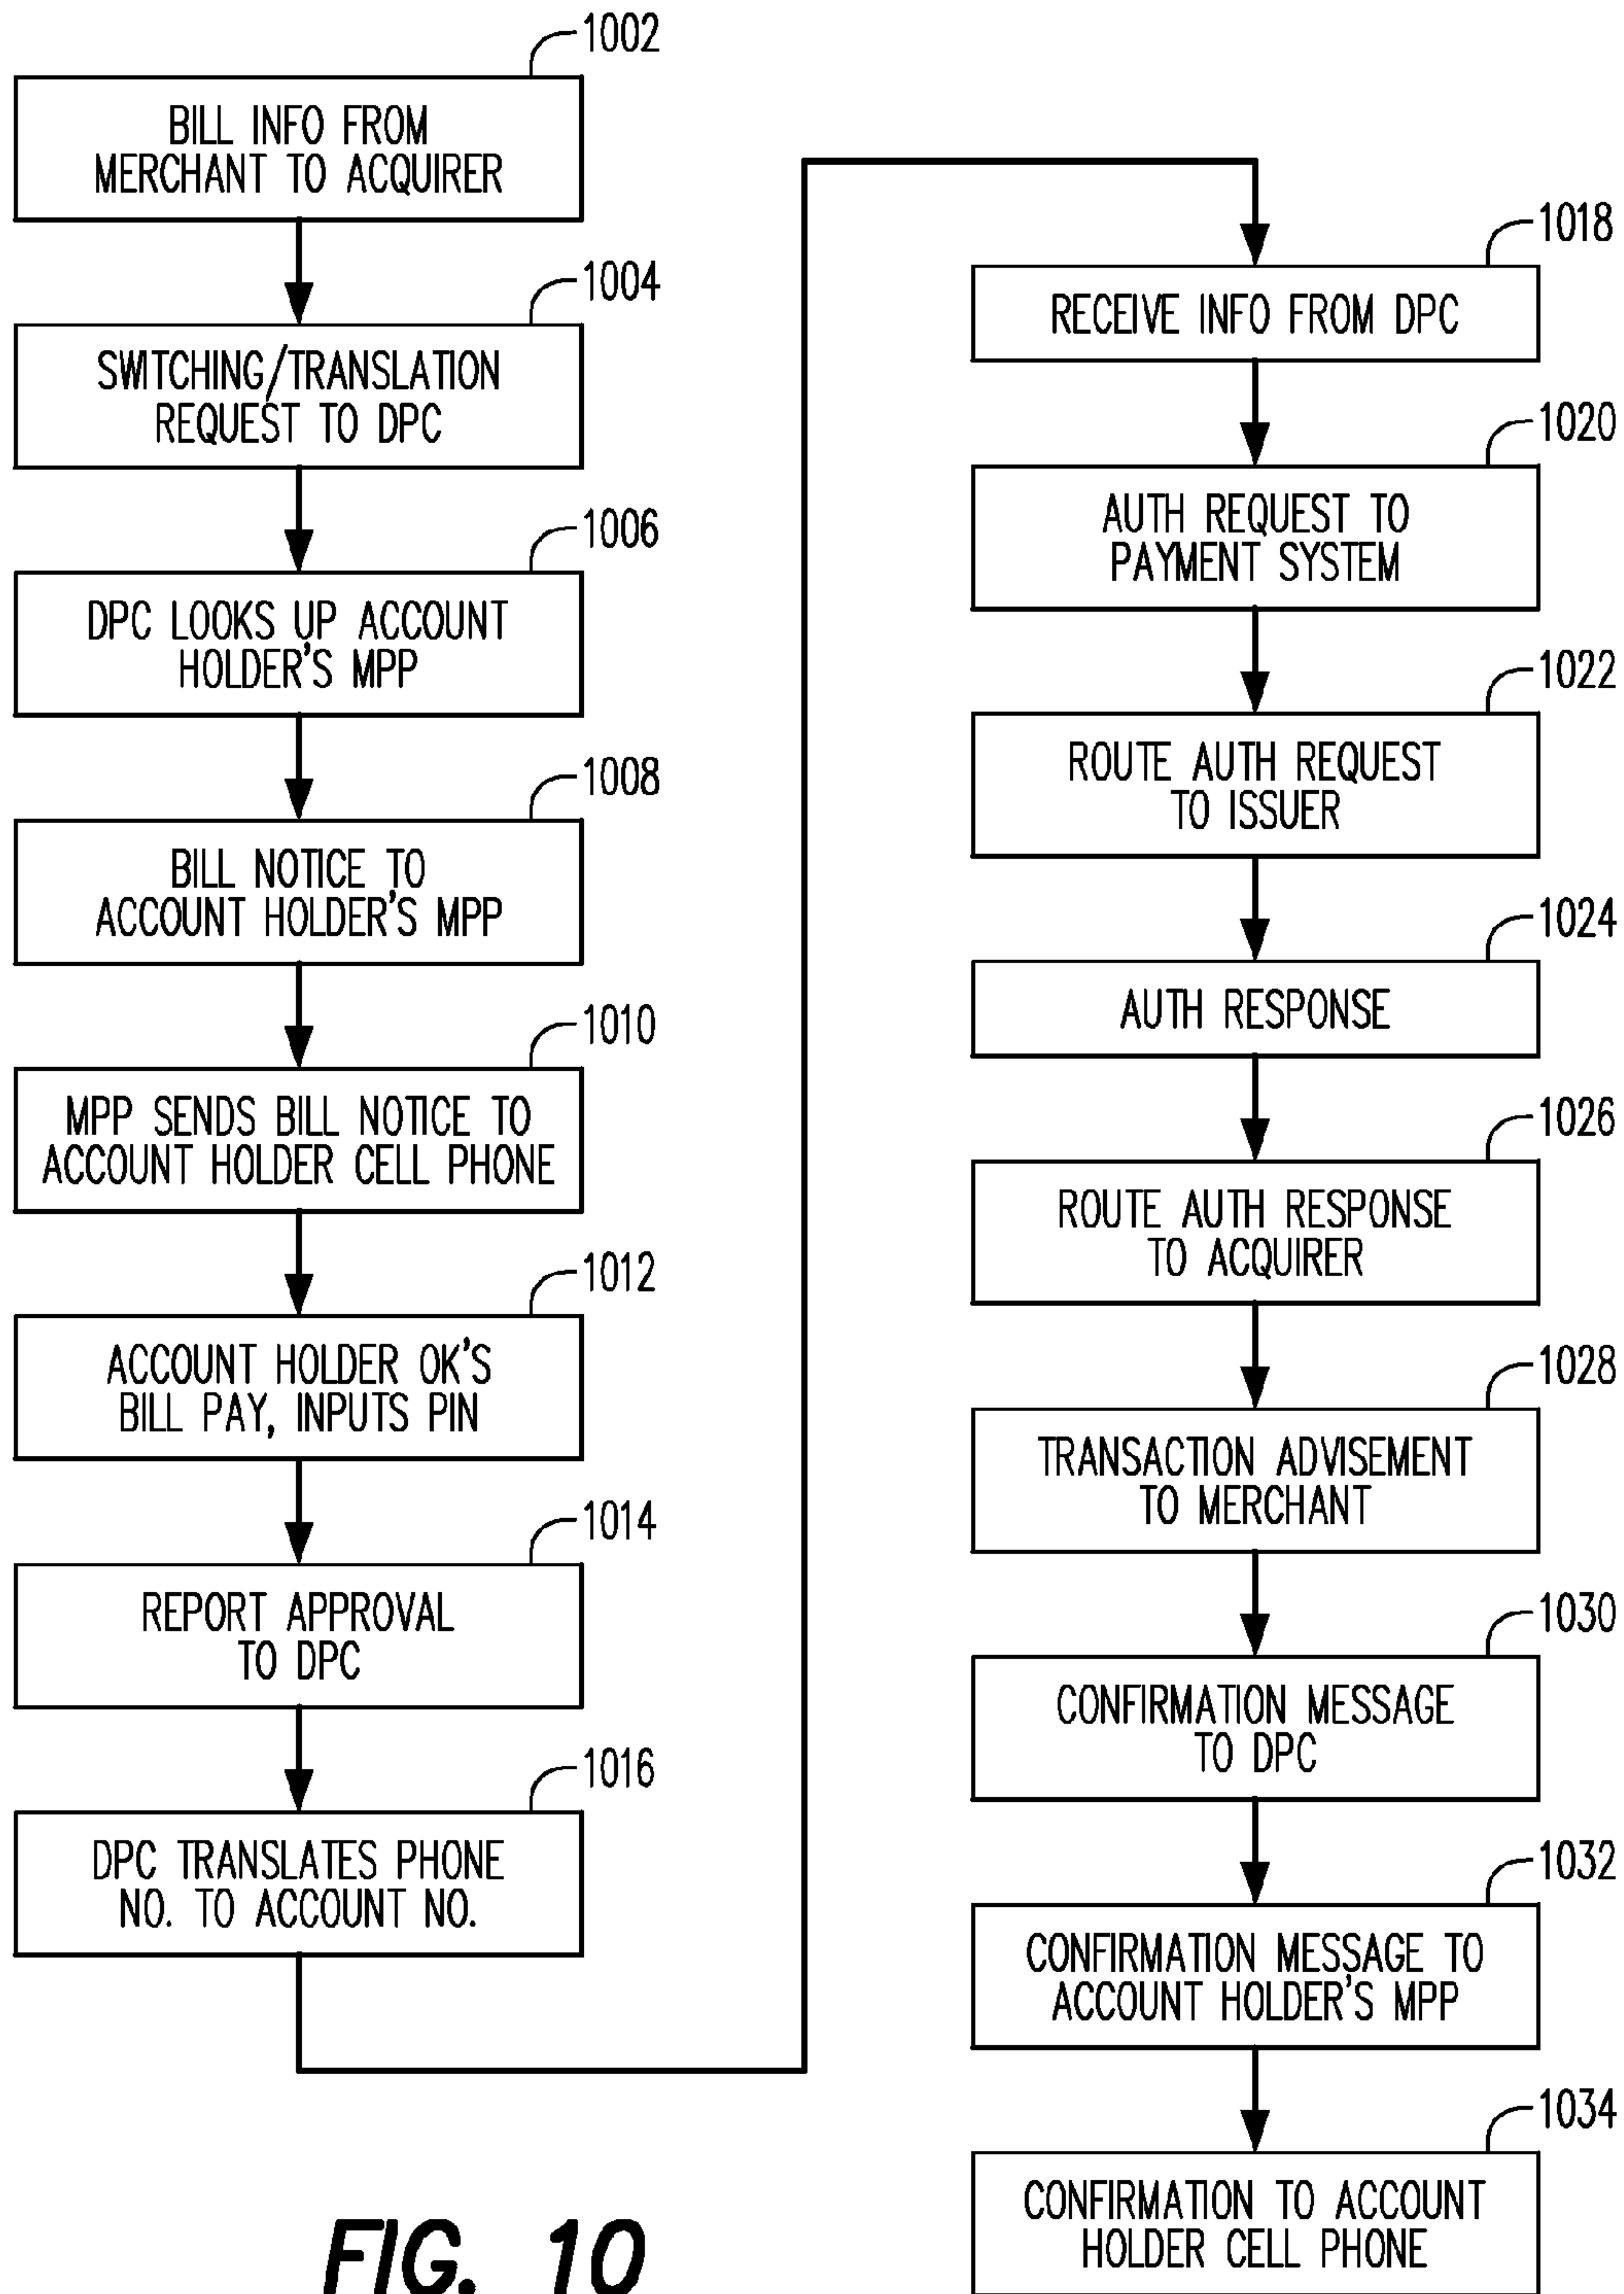 1002
BILL INFO FROM
MERCHANT TO ACQUIRER
1004
SWITCHING/TRANSLATION
REQUEST TO DPC
1006
DPC LOOKS UP ACCOUNT
HOLDER'S MPP
1008
BILL NOTICE TO
ACCOUNT HOLDER'S MPP
1010
MPP SENDS BILL NOTICE TO
ACCOUNT HOLDER CELL PHONE
1012
ACCOUNT HOLDER OK'S
BILL PAY, INPUTS PIN
1014
REPORT APPROVAL
TO DPC
1016
DPC TRANSLATES PHONE
NO. TO ACCOUNT NO.
1018
RECEIVE INFO FROM DPC
1020
AUTH REQUEST TO
PAYMENT SYSTEM
1022
ROUTE AUTH REQUEST
TO ISSUER
1024
AUTH RESPONSE
1026
ROUTE AUTH RESPONSE
TO ACQUIRER
1028
TRANSACTION ADVISEMENT
TO MERCHANT
1030
CONFIRMATION MESSAGE
TO DPC
1032
CONFIRMATION MESSAGE TO
ACCOUNT HOLDER'S MPP
1034
CONFIRMATION TO ACCOUNT
HOLDER CELL PHONE
FIG. 10